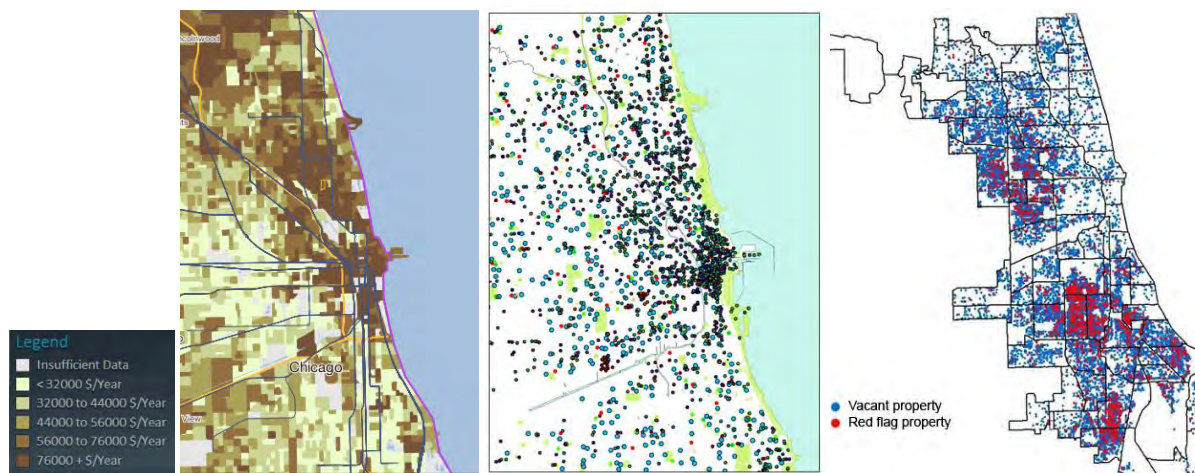 Legend
Insufficient Data
<32000 $/Year
32000 to 44000 $/Year
44000 to 56000 $/Year
56000 to 76000 $/Year
76000 + $/Year
Chicago
View
Vacant property
Red flag property